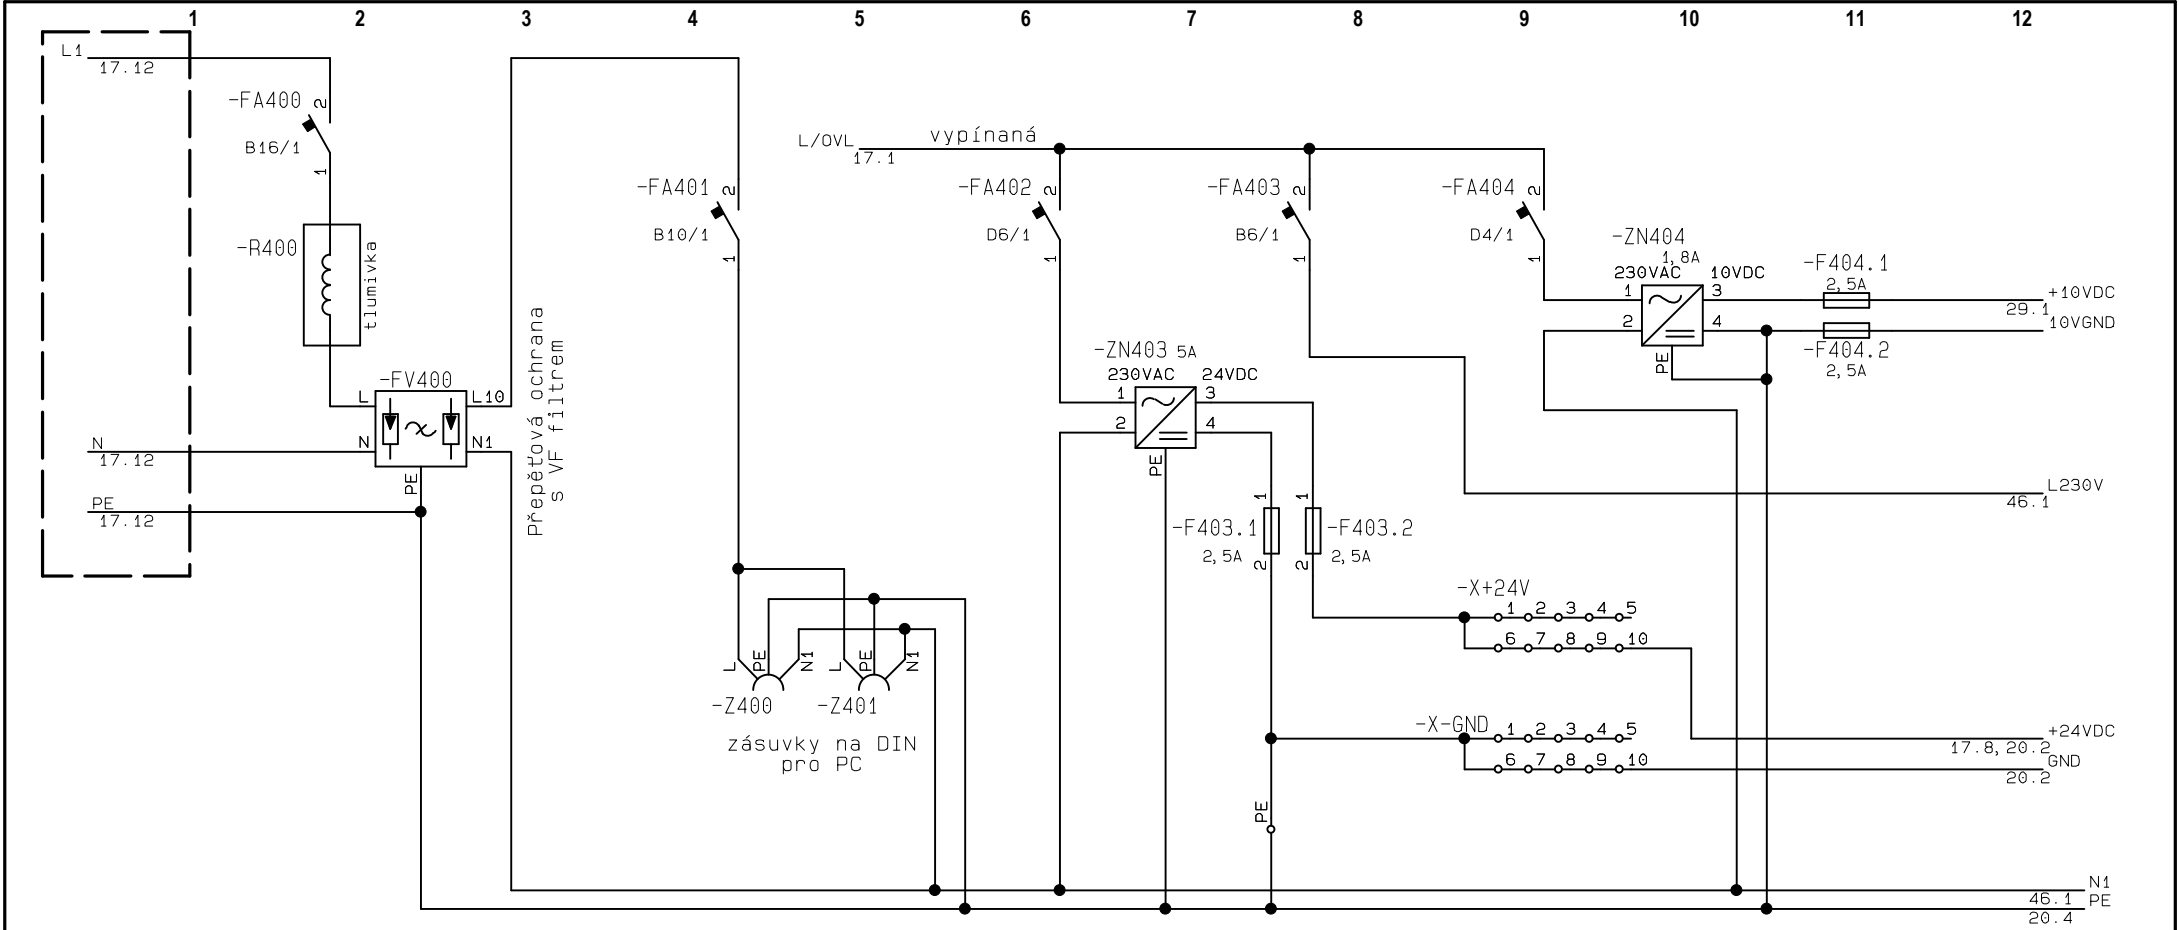 1 2 3 4 5 6 7 8 9 10 11 12
L1
17.12
-FA400
2
B16/1
1
-R400
tlumivka
-FV400
L
L10
N
N1
PE
N
17.12
PE
17.12
Přepěťová ochrana
s VF filtrem
-FA401
2
B10/1
1
L
PE
N1
L
PE
N1
-Z400
-Z401
zásuvky na DIN
pro PC
L/OVL
17.1
vypínaná
-FA402
2
D6/1
1
-FA403
2
B6/1
1
-FA404
2
D4/1
1
-ZN403 5A
230VAC 24VDC
1
3
2
4
PE
-F403.1
2,5A
1
2
-F403.2
2,5A
1
2
-ZN404
1,8A
230VAC 10VDC
1
3
2
4
PE
-F404.1
2,5A
-F404.2
2,5A
+10VDC
29.1
10VGND
L230V
46.1
-X+24V
1 2 3 4 5
6 7 8 9 10
-X-GND
1 2 3 4 5
6 7 8 9 10
+24VDC
17.8,20.2
GND
20.2
PE
N1
46.1
PE
20.4